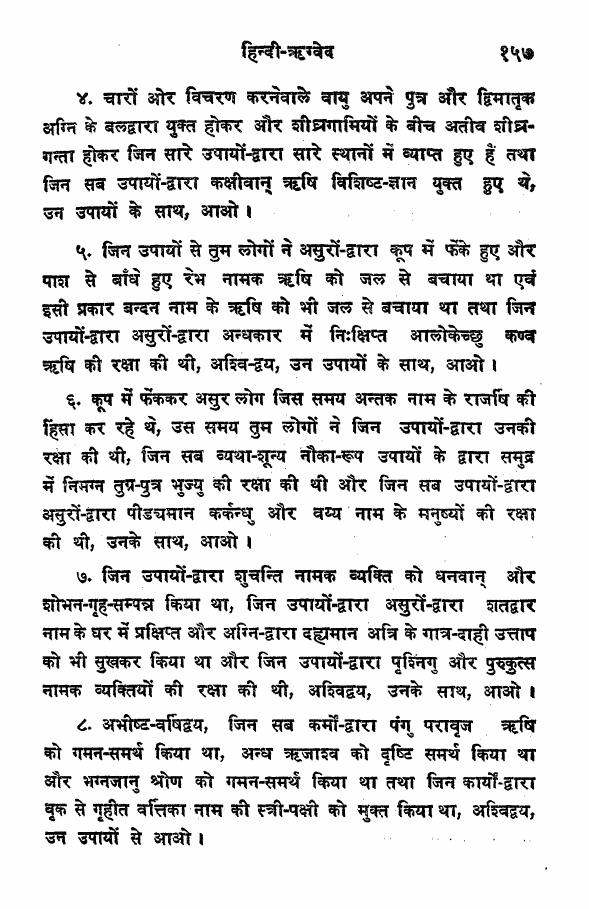 हिन्दी-ऋग्वेद १५७
४. चारों ओर विचरण करनेवाले वायु अपने पुत्र और द्विमातृक
अग्नि के बलद्वारा युक्त होकर और शीघ्रगामियों के बीच अतीव शीघ्र-
गन्ता होकर जिन सारे उपायों-द्वारा सारे स्थानों में व्याप्त हुए हैं तथा
जिन सब उपायों-द्वारा कक्षीवान् ऋषि विशिष्ट-ज्ञान युक्त हुए थे,
उन उपायों के साथ, आओ।
५. जिन उपायों से तुम लोगों ने असुरों-द्वारा कूप में फेंके हुए और
पाश से बाँधे हुए रेभ नामक ऋषि को जल से बचाया था एवं
इसी प्रकार बन्दन नाम के ऋषि को भी जल से बचाया था तथा जिन
उपायों-द्वारा असुरों-द्वारा अन्धकार में निःक्षिप्त आलोकेच्छु कण्व
ऋषि की रक्षा की थी, अश्वि-द्वय, उन उपायों के साथ, आओ।
६. कूप में फेंककर असुर लोग जिस समय अन्तक नाम के राजर्षि की
हिंसा कर रहे थे, उस समय तुम लोगों ने जिन उपायों-द्वारा उनकी
रक्षा की थी, जिन सब व्यथा-शून्य नौका-रूप उपायों के द्वारा समुद्र
में निमग्न तुग्र-पुत्र भुज्यु की रक्षा की थी और जिन सब उपायों-द्वारा
असुरों-द्वारा पीडचमान कर्कन्धु और वय्य नाम के मनुष्यों की रक्षा
की थी, उनके साथ, आओ।
७. जिन उपायों-द्वारा शुचन्ति नामक व्यक्ति को धनवान् और
शोभन-गृह-सम्पन्न किया था, जिन उपायों-द्वारा असुरों-द्वारा शतद्वार
नाम के घर में प्रक्षिप्त और अग्नि-द्वारा दह्यमान अत्रि के गात्र-दाही उत्ताप
को भी सुखकर किया था और जिन उपायों-द्वारा पृश्निगु और पुरुकुत्स
नामक व्यक्तियों की रक्षा की थी, अश्विद्वय, उनके साथ, आओ।
८. अभीष्ट-वर्षिद्वय, जिन सब कर्मों-द्वारा पंगु परावृज ऋषि
को गमन-समर्थ किया था, अन्ध ऋजाश्व को दृष्टि समर्थ किया था
और भग्नजानु श्रोण को गमन-समर्थ किया था तथा जिन कार्यों-द्वारा
वृक से गृहीत वर्त्तिका नाम की स्त्री-पक्षी को मुक्त किया था, अश्विद्वय,
उन उपायों से आओ।